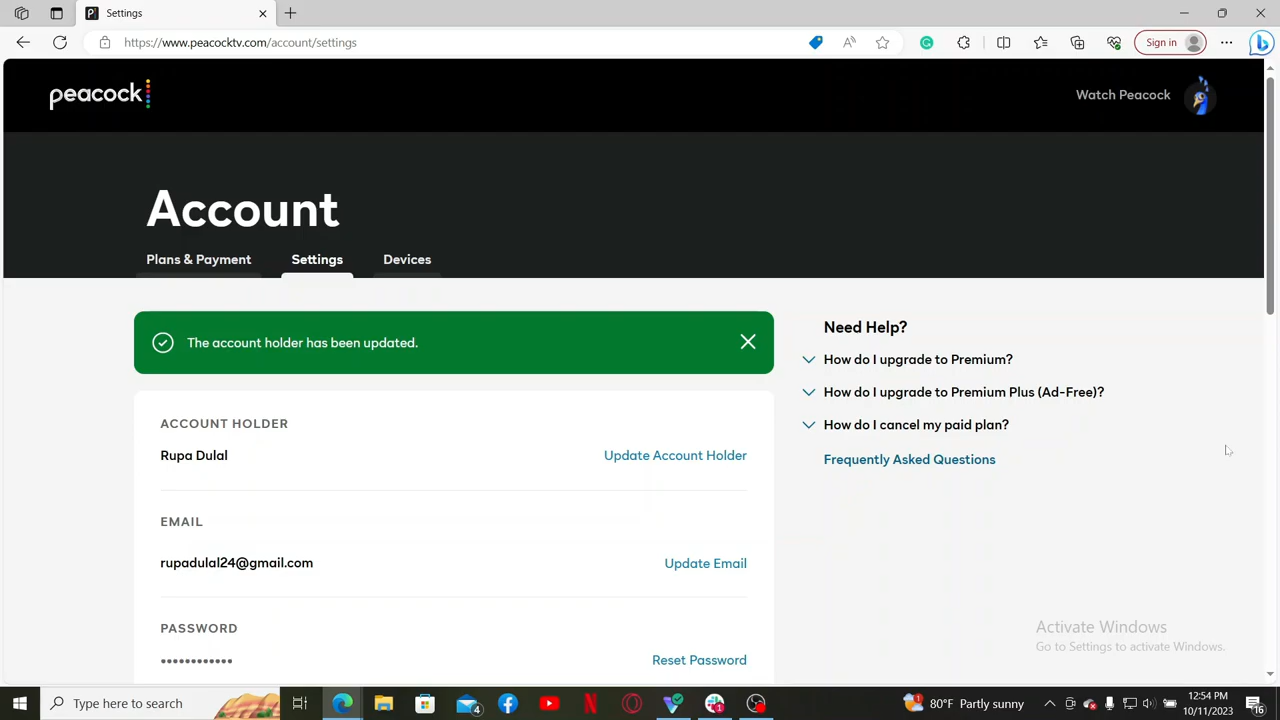 Settings
https://www.peacocktv.com/account/settings
Sign in
peacock
Watch Peacock
Account
Plans & Payment
Settings
Devices
The account holder has been updated.
ACCOUNT HOLDER
Rupa Dulal
Update Account Holder
EMAIL
rupadulal24@gmail.com
Update Email
PASSWORD
••••••••••••
Reset Password
Need Help?
How do I upgrade to Premium?
How do I upgrade to Premium Plus (Ad-Free)?
How do I cancel my paid plan?
Frequently Asked Questions
Activate Windows
Go to Settings to activate Windows.
Type here to search
4
1
1
80°F Partly sunny
12:54 PM
10/11/2023
16